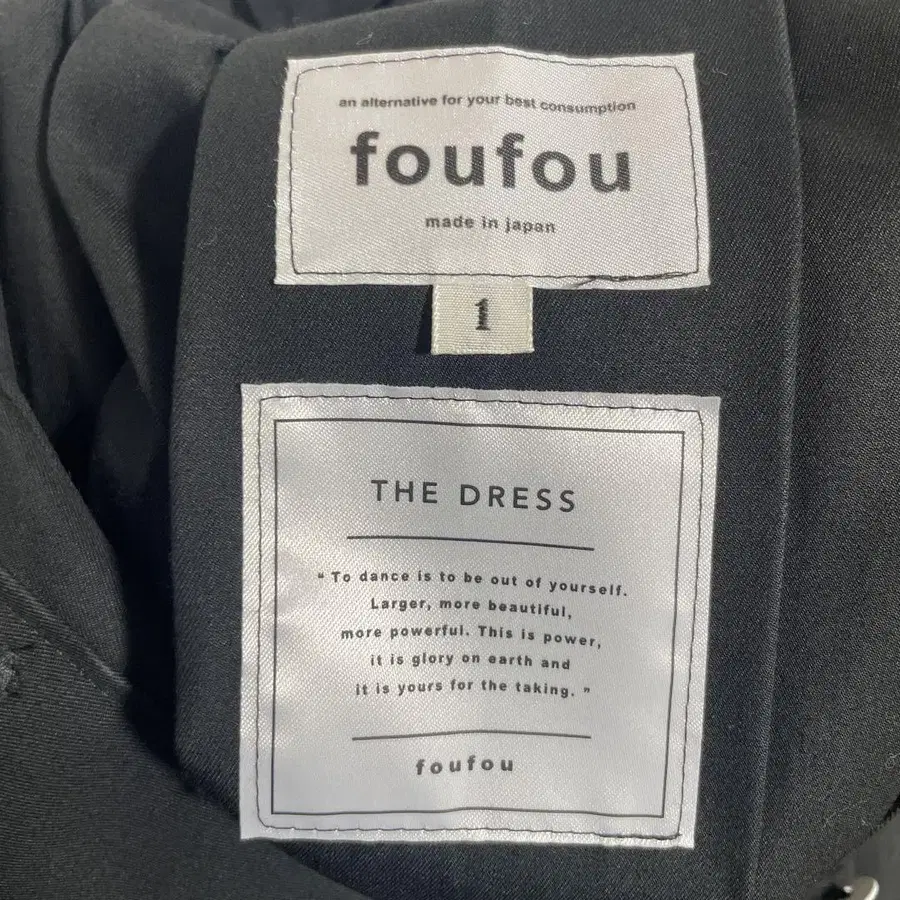 an alternative for your best consumption
foufou
made in japan
1
THE DRESS
“ To dance is to be out of yourself.
Larger, more beautiful,
more powerful. This is power,
it is glory on earth and
it is yours for the taking. ”
foufou